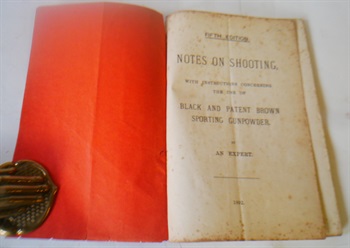 FIFTH EDITION.
NOTES ON SHOOTING,
WITH INSTRUCTIONS CONCERNING
THE USE OF
BLACK AND PATENT BROWN
SPORTING GUNPOWDER,
BY
AN EXPERT.